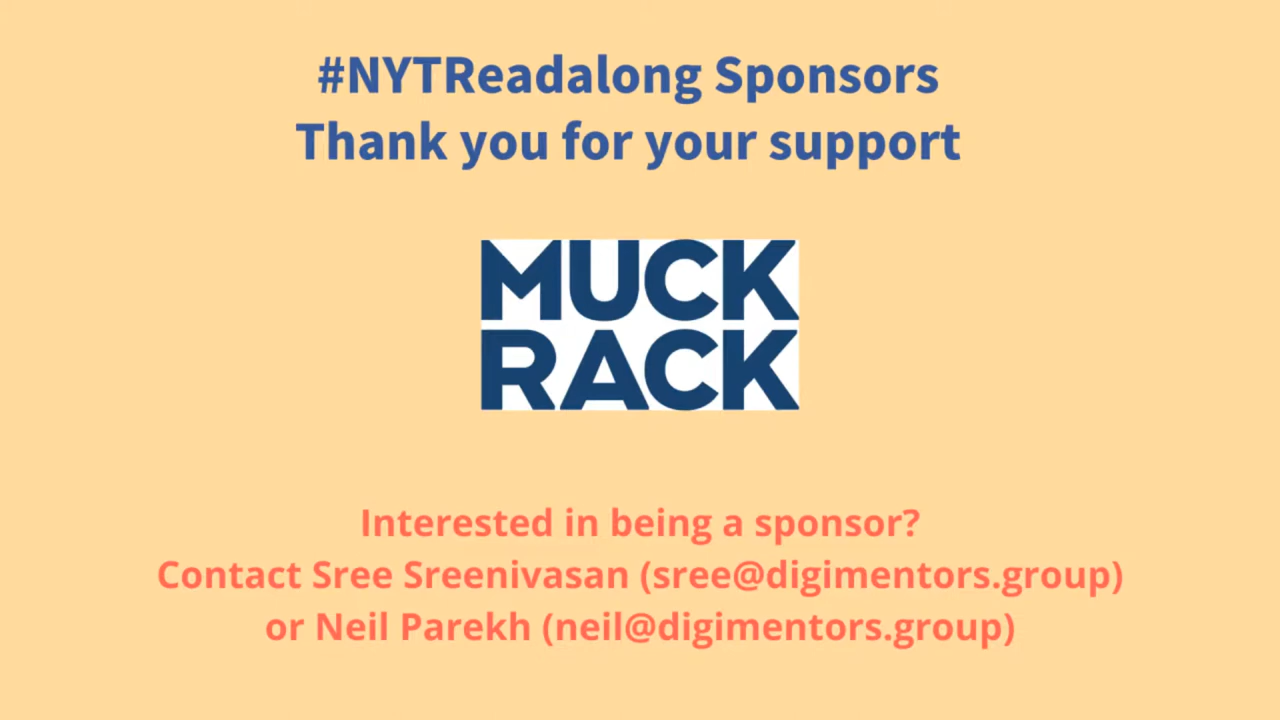 #NYTReadalong Sponsors
Thank you for your support
MUCK
RACK
Interested in being a sponsor?
Contact Sree Sreenivasan (sree@digimentors.group)
or Neil Parekh (neil@digimentors.group)